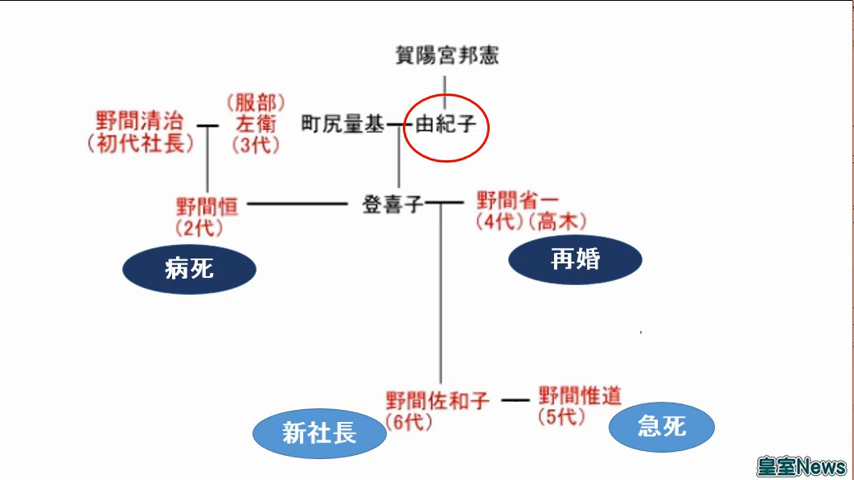 賀陽宮邦憲
野間清治
(初代社長)
(服部)
左衛
(3代)
町尻量基
由紀子
野間恒
(2代)
登喜子
野間省一
(4代)(高木)
病死
再婚
野間佐和子
(6代)
野間惟道
(5代)
新社長
急死
皇室News